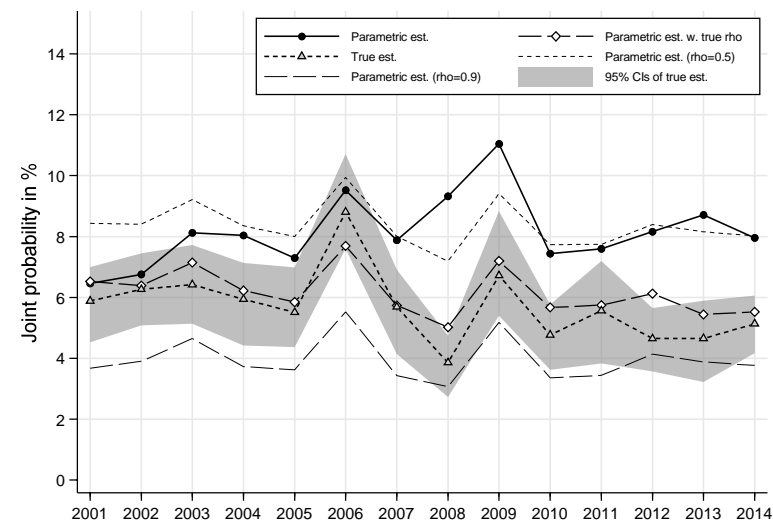 Parametric est.
Parametric est. w. true rho
True est.
Parametric est. (rho=0.5)
Parametric est. (rho=0.9)
95% CIs of true est.
Joint probability in %
14
12
10
8
6
4
2
0
2001 2002 2003 2004 2005 2006 2007 2008 2009 2010 2011 2012 2013 2014